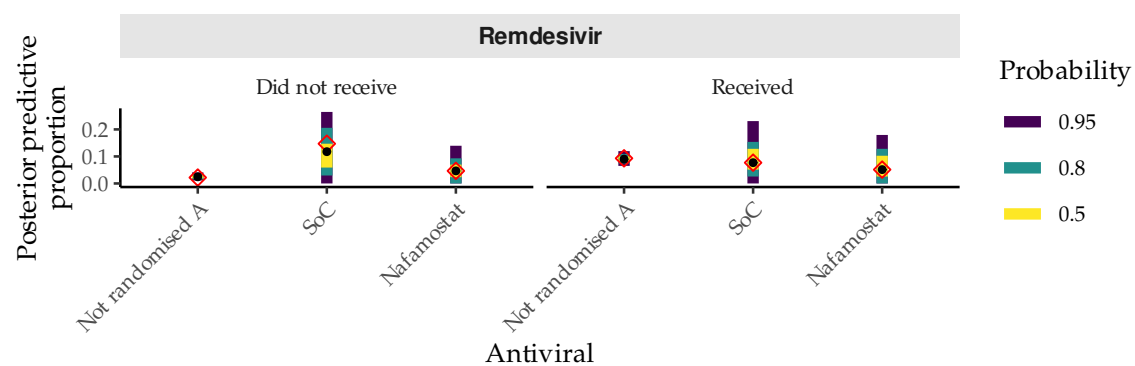 Remdesivir
Did not receive
Received
Posterior predictive
proportion
0.2
0.1
0.0
Not randomised A
SoC
Nafamostat
Not randomised A
SoC
Nafamostat
Antiviral
Probability
0.95
0.8
0.5